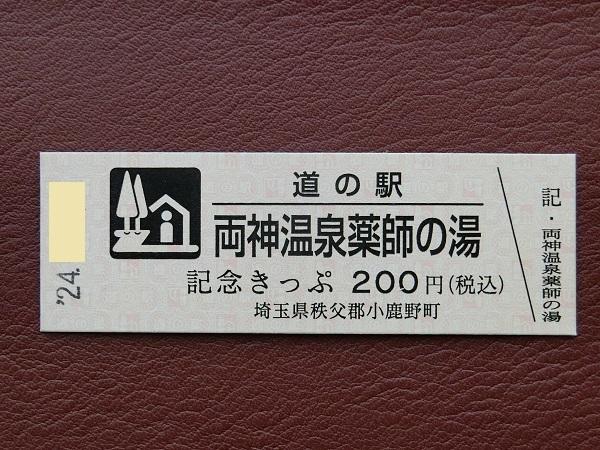 '24.
道の駅
両神温泉薬師の湯
記念きっぷ 200円(税込)
埼玉県秩父郡小鹿野町
記・両神温泉薬師の湯